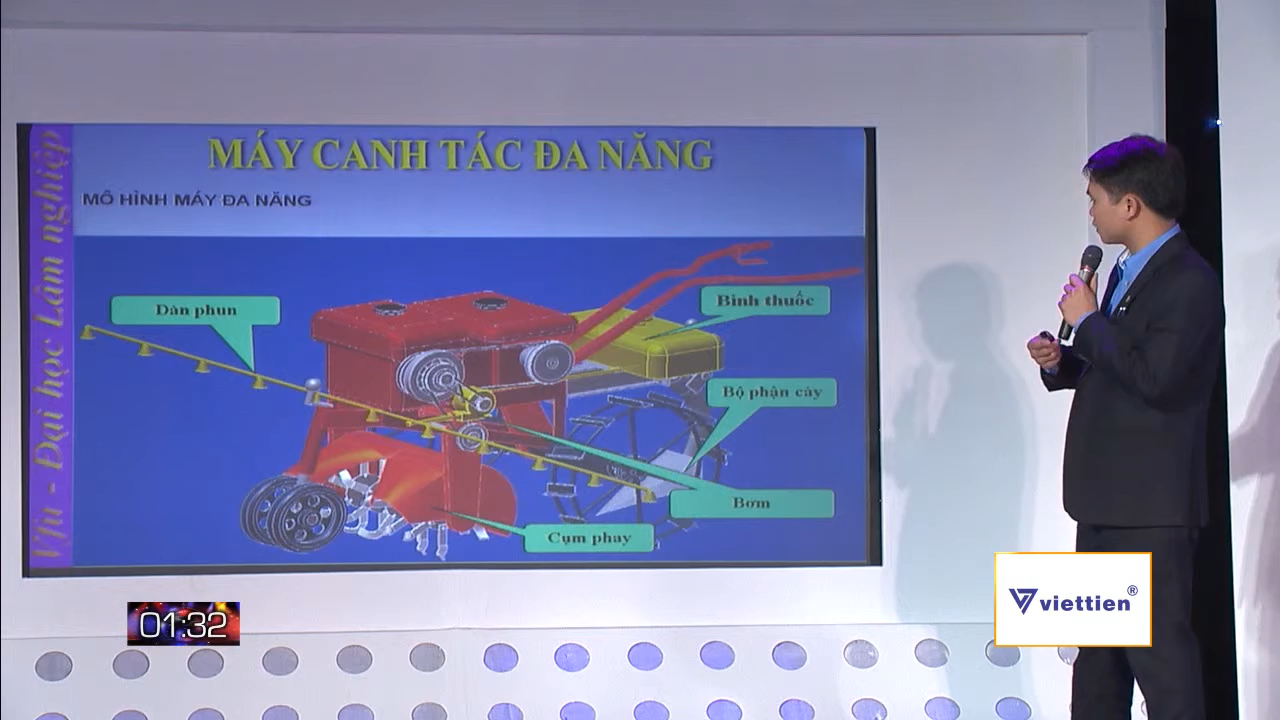 MÁY CANH TÁC ĐA NĂNG
MÔ HÌNH MÁY ĐA NĂNG
Vfu - Đại học Lâm nghiệp
Dàn phun
Bình thuốc
Bộ phận cày
Bơm
Cụm phay
01:32
viettien®